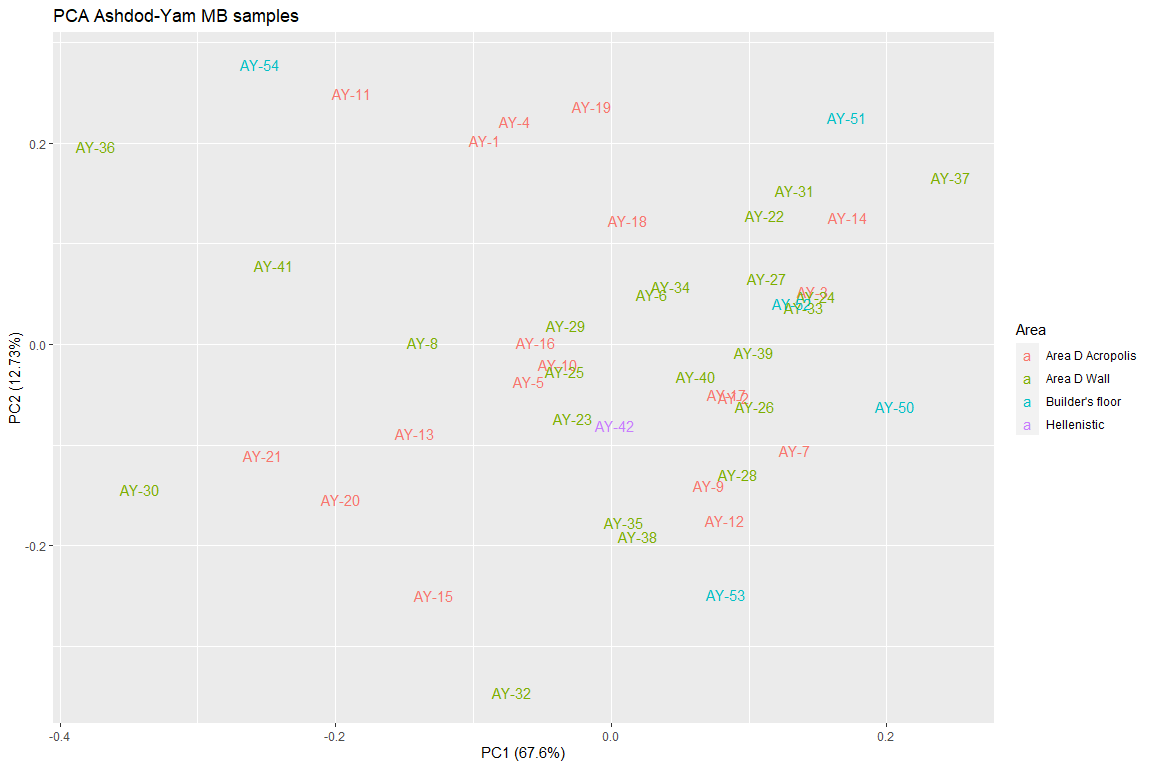 PCA Ashdod-Yam MB samples
AY-54
AY-11
AY-19
AY-4
AY-51
AY-1
AY-36
AY-37
AY-31
AY-22
AY-14
AY-18
AY-41
AY-27
AY-34
AY-6
AY-24
AY-52
AY-33
AY-29
AY-8
AY-16
AY-39
AY-10
AY-25
AY-40
AY-5
AY-17
AY-2
AY-26
AY-50
AY-23
AY-42
AY-13
AY-7
AY-21
AY-28
AY-9
AY-30
AY-20
AY-12
AY-35
AY-38
AY-53
AY-15
AY-32
0.2
0.0
-0.2
-0.4
-0.2
0.0
0.2
PC1 (67.6%)
PC2 (12.73%)
Area
a Area D Acropolis
a Area D Wall
a Builder's floor
a Hellenistic